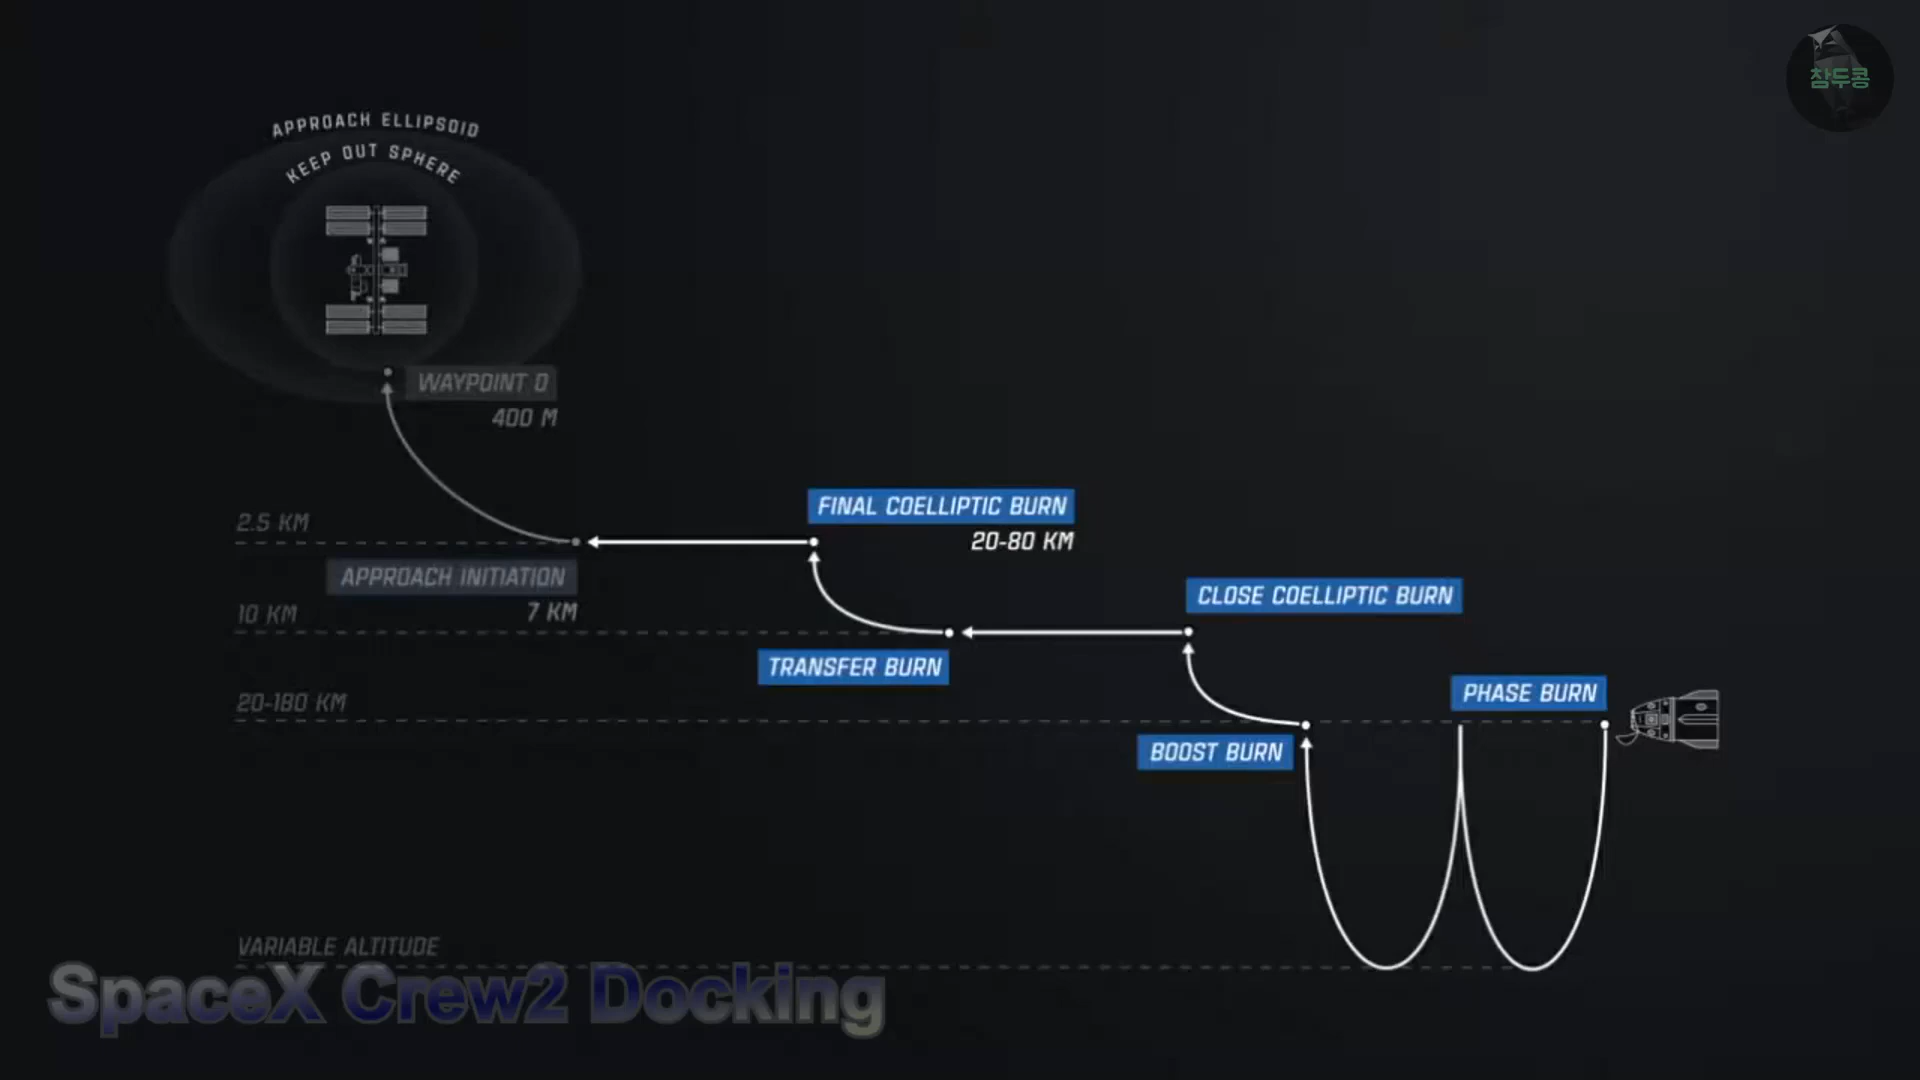 참두콩
APPROACH ELLIPSOID
KEEP OUT SPHERE
WAYPOINT 0
400 M
2.5 KM
APPROACH INITIATION
7 KM
FINAL COELLIPTIC BURN
20-80 KM
10 KM
TRANSFER BURN
CLOSE COELLIPTIC BURN
20-180 KM
BOOST BURN
PHASE BURN
VARIABLE ALTITUDE
SpaceX Crew2 Docking